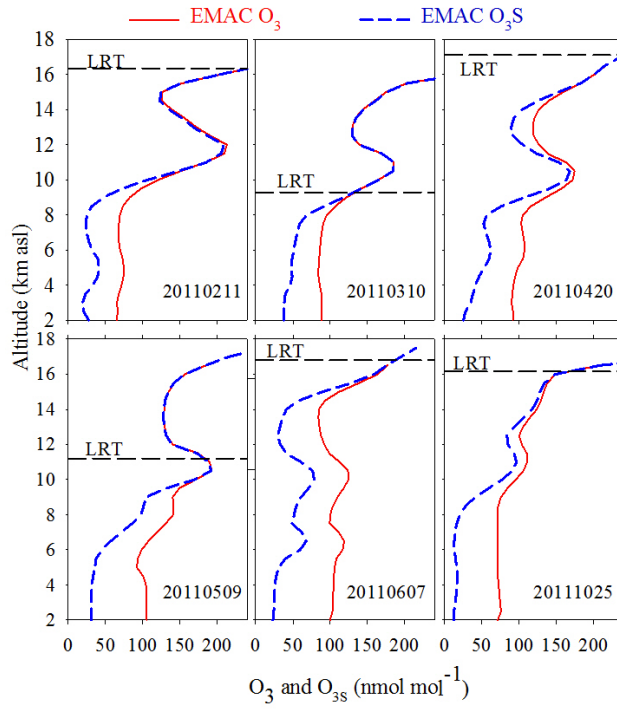 EMAC O₃ EMAC O₃S
18
16
14
12
10
8
6
4
2
LRT
20110211
LRT
20110310
LRT
20110420
Altitude (km asl)
18
16
14
12
10
8
6
4
2
LRT
20110509
LRT
20110607
LRT
20111025
0 50 100 150 200 0 50 100 150 200 0 50 100 150 200
O₃ and O₃S (nmol mol⁻¹)